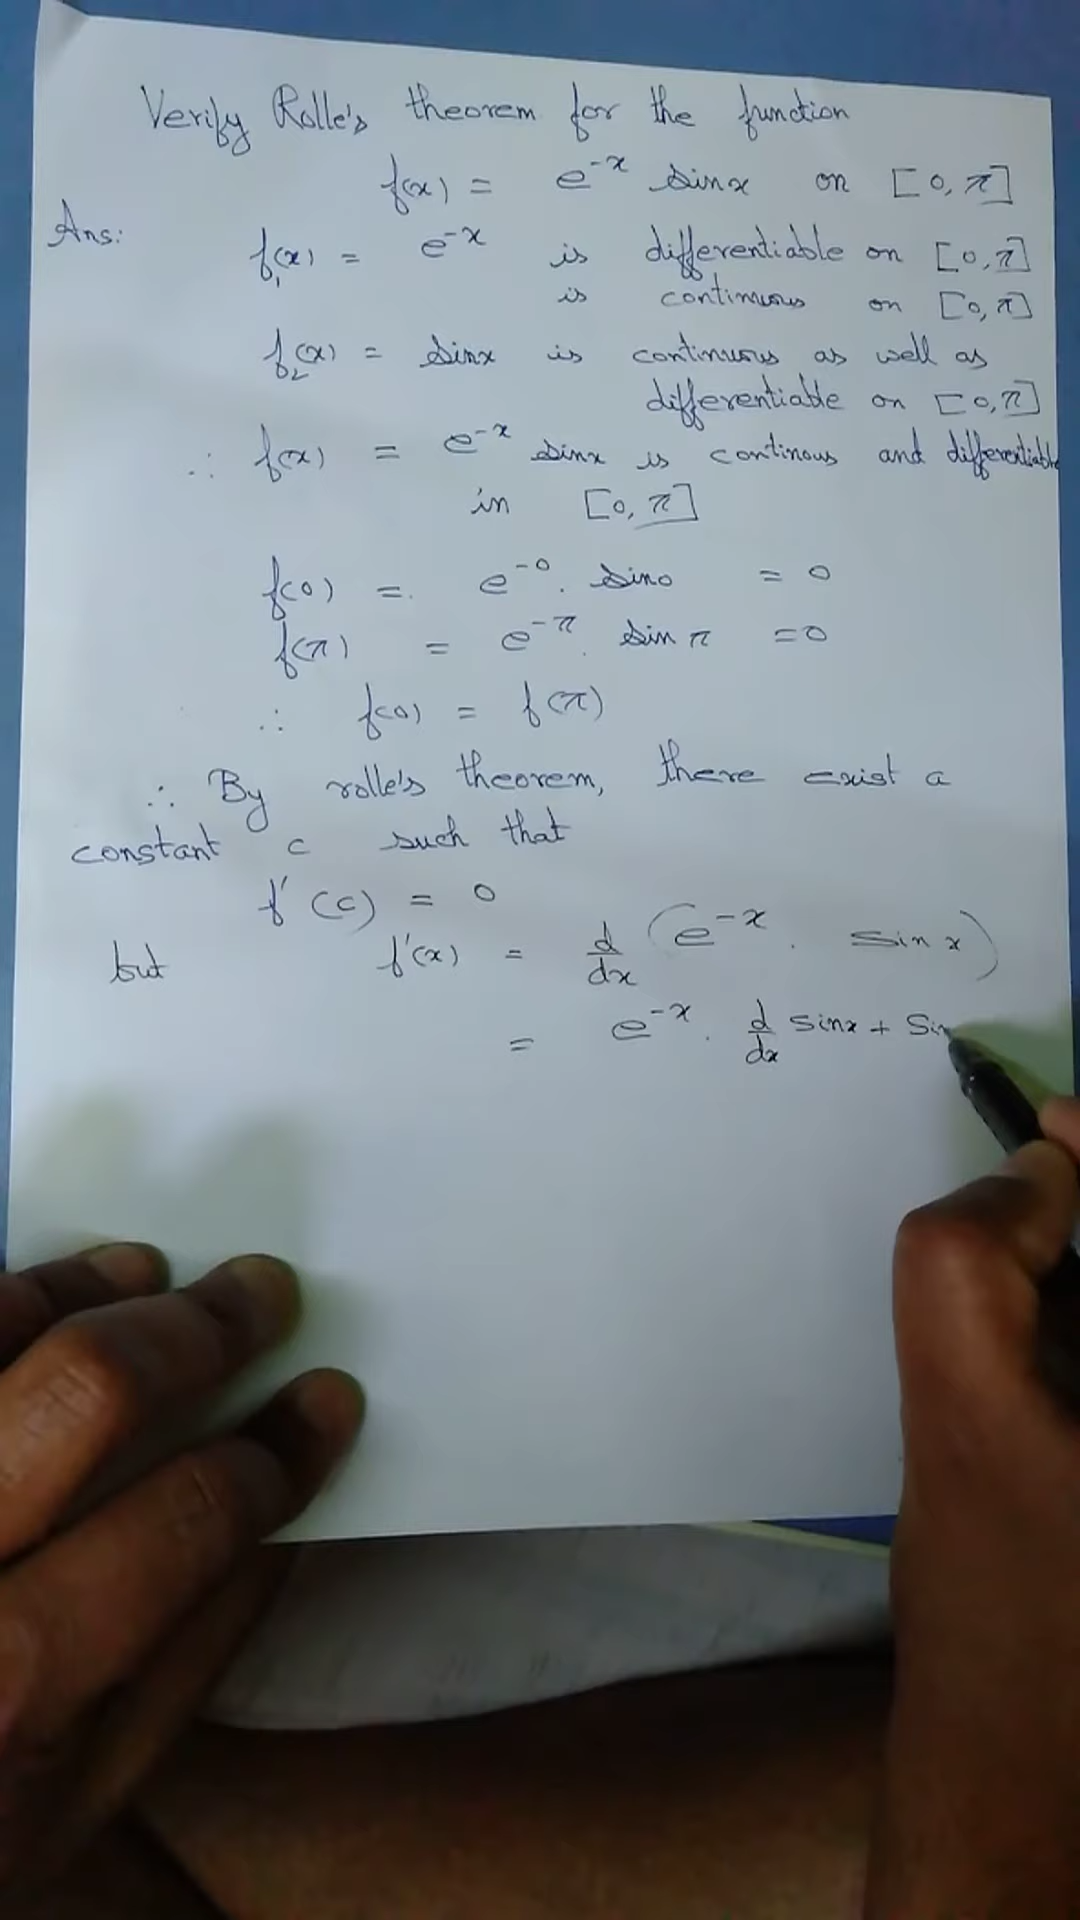 Verify Rolle's theorem for the function
f(x) = e^-x sinx on [0, π]
Ans:
f₁(x) = e^-x is differentiable on [0, π]
is continuous on [0, π]
f₂(x) = sinx is continuous as well as
differentiable on [0, π]
∴ f(x) = e^-x sinx is continous and differentiable
in [0, π]
f(0) = e^-0 . sin0 = 0
f(π) = e^-π . sin π = 0
∴ f(0) = f(π)
∴ By rolle's theorem, there exist a
constant c such that
f'(c) = 0
but f'(x) = d/dx (e^-x . sin x)
= e^-x . d/dx sinx + Sin